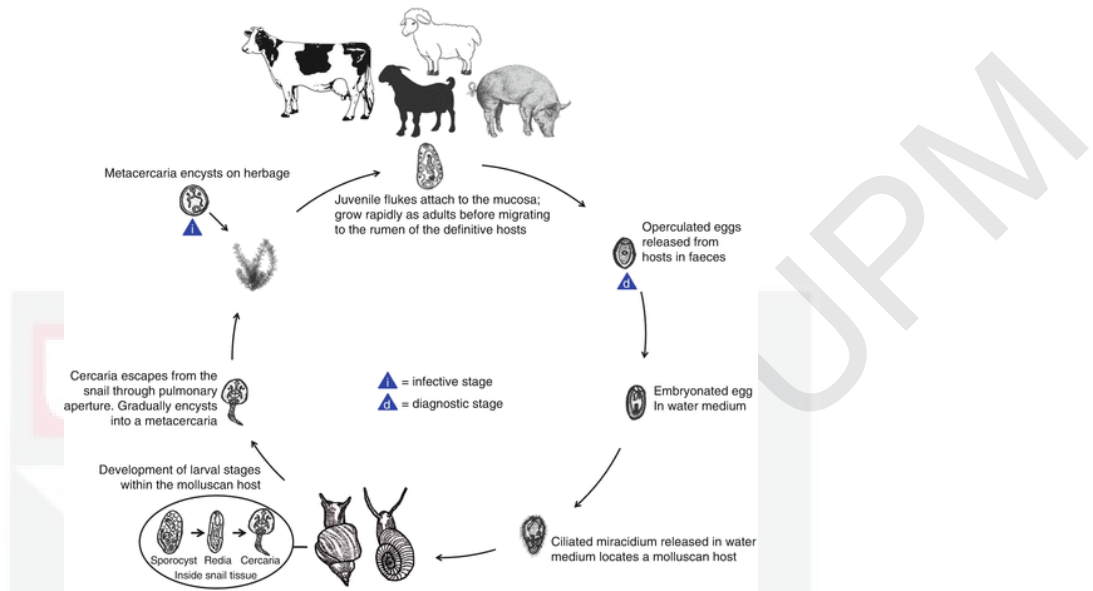 Metacercaria encysts on herbage
i
Juvenile flukes attach to the mucosa;
grow rapidly as adults before migrating
to the rumen of the definitive hosts
Operculated eggs
released from
hosts in faeces
d
Embryonated egg
In water medium
Ciliated miracidium released in water
medium locates a molluscan host
Development of larval stages
within the molluscan host
Sporocyst Redia Cercaria
Inside snail tissue
Cercaria escapes from the
snail through pulmonary
aperture. Gradually encysts
into a metacercaria
i = infective stage
d = diagnostic stage
UPM